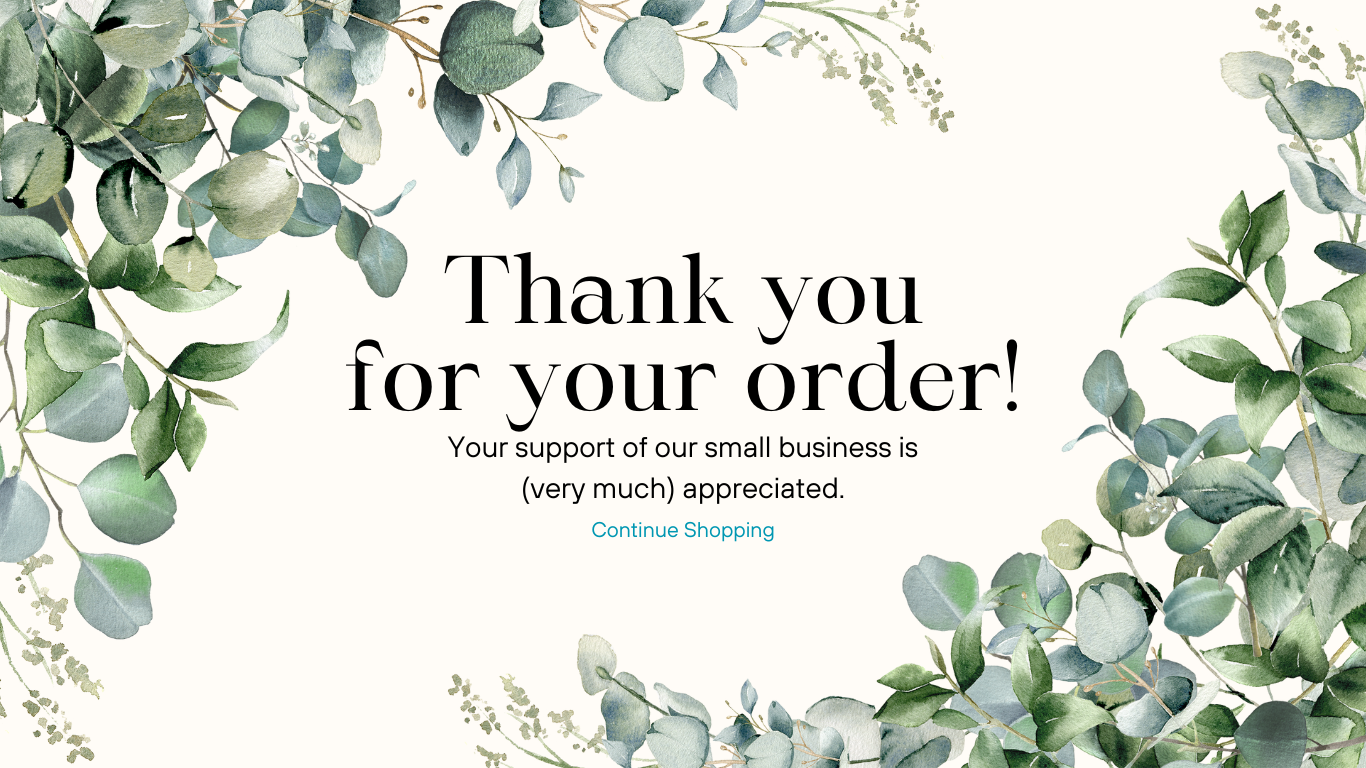 Thank you
for your order!
Your support of our small business is
(very much) appreciated.
Continue Shopping